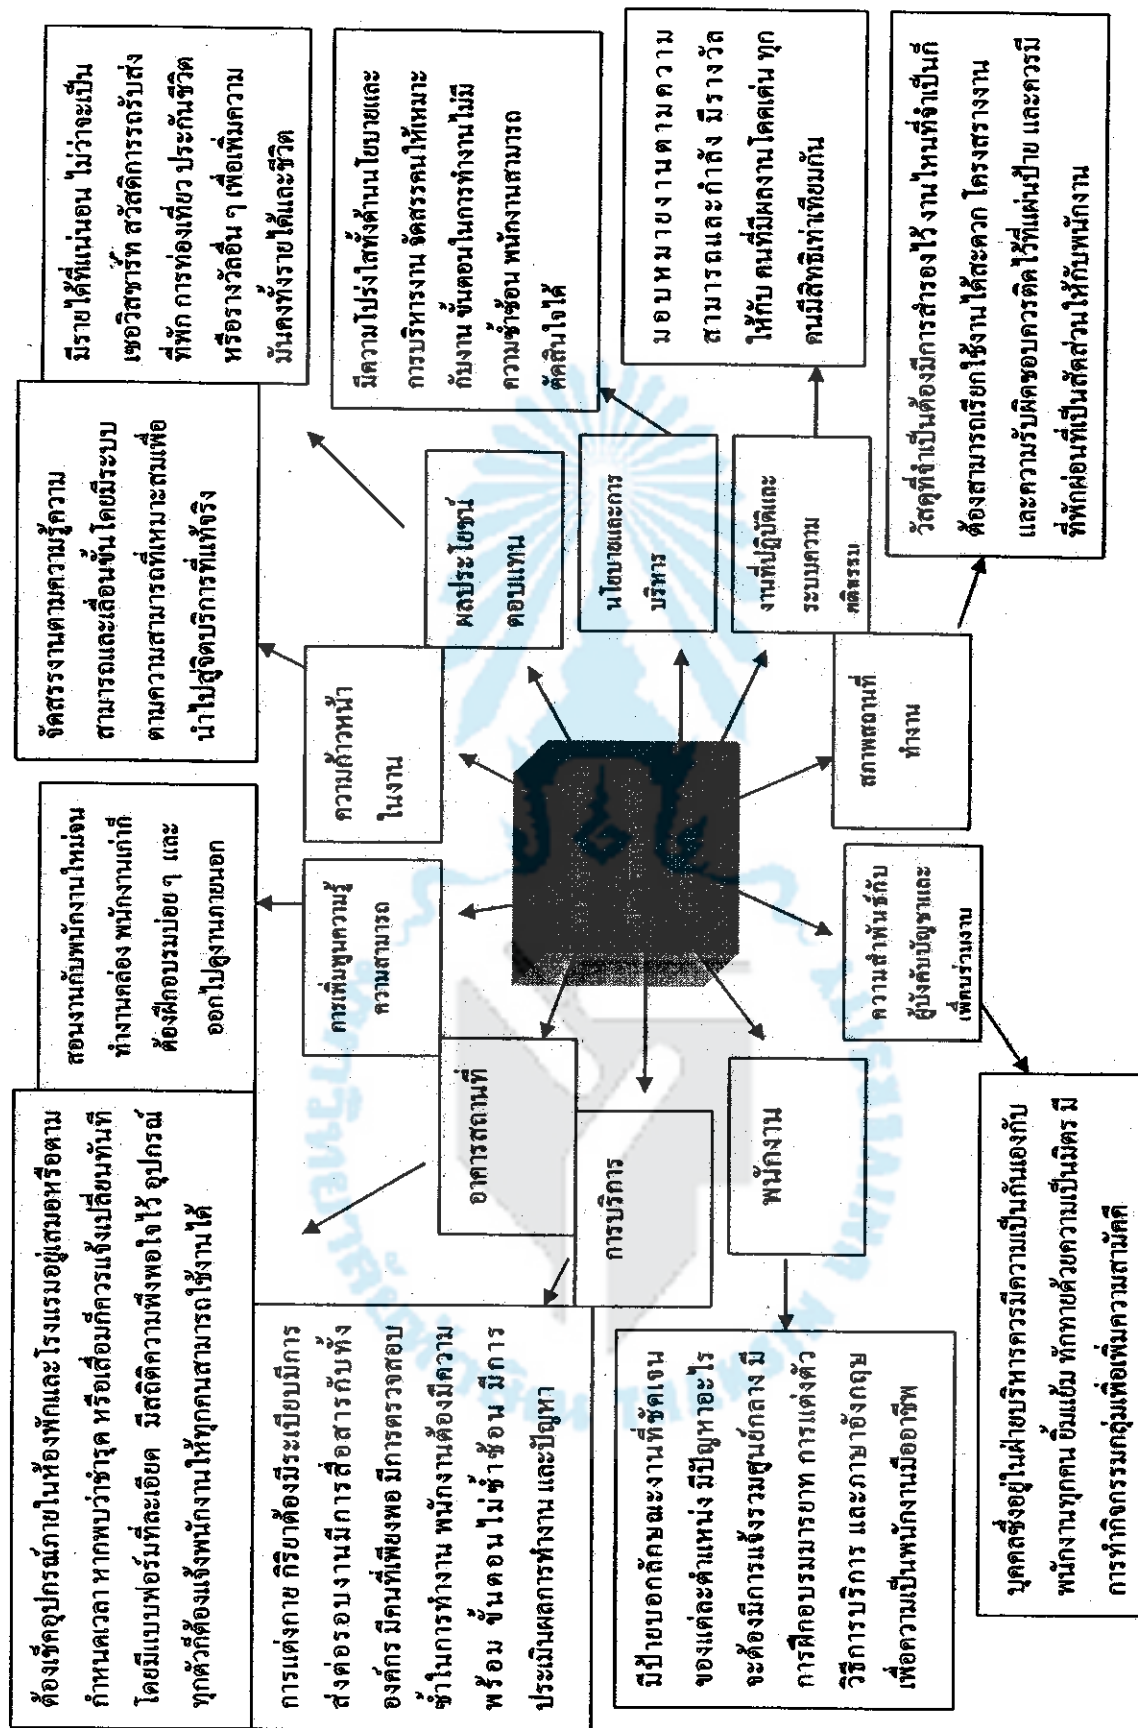 ต้องเช็คอุปกรณ์ภายในห้องพักและโรงแรมอยู่เสมอหรือตาม
กำหนดเวลา หากพบว่าชำรุด หรือเสื่อมก็ควรแจ้งเปลี่ยนทันที
โดยมีแบบฟอร์มที่ละเอียด มีสถิติความพึงพอใจไว้ อุปกรณ์
ทุกตัวก็ต้องแจ้งพนักงานให้ทุกคนสามารถใช้งานได้
สอนงานกับพนักงานใหม่จน
ทำงานคล่อง พนักงานเก่าก็
ต้องฝึกอบรมบ่อย ๆ และ
ออกไปดูงานภายนอก
จัดสรรงานตามความรู้ความ
สามารถและเลื่อนขั้นโดยมีระบบ
ตามความสามารถที่เหมาะสมเพื่อ
นำไปสู่จิตบริการที่แท้จริง
มีรายได้ที่แน่นอน ไม่ว่าจะเป็น
เซอวิสชาร์ท สวัสดิการรถรับส่ง
ที่พัก การท่องเที่ยว ประกันชีวิต
หรือรางวัลอื่น ๆ เพื่อเพิ่มความ
มั่นคงทั้งรายได้และชีวิต
การแต่งกาย กิริยาต้องมีระเบียบมีการ
ส่งต่อรอบงานมีการสื่อสารกับทั้ง
องค์กร มีคนที่เพียงพอ มีการตรวจสอบ
ซ้ำในการทำงาน พนักงานต้องมีความ
พร้อม ขั้นตอนไม่ซ้ำซ้อน มีการ
ประเมินผลการทำงาน และปัญหา
อาคารสถานที่
การเพิ่มพูนความรู้
ความสามารถ
ความก้าวหน้า
ในงาน
ผลประโยชน์
ตอบแทน
มีความโปร่งใสทั้งด้านนโยบายและ
การบริหารงาน จัดสรรคนให้เหมาะ
กับงาน ขั้นตอนในการทำงานไม่มี
ความซ้ำซ้อน พนักงานสามารถ
ตัดสินใจได้
การบริการ
นโยบายและการ
บริหาร
พนักงาน
งานที่ปฏิบัติและ
ระบบความ
ยุติธรรม
มอบหมายงานตามความ
สามารถและกำลัง มีรางวัล
ให้กับ คนที่มีผลงานโดดเด่น ทุก
คนมีสิทธิเท่าเทียมกัน
มีป้ายบอกลักษณะงานที่ชัดเจน
ของแต่ละตำแหน่ง มีปัญหาอะไร
จะต้องมีการแจ้งรวมศูนย์กลาง มี
การฝึกอบรมมารยาท การแต่งตัว
วิธีการบริการ และภาษาอังกฤษ
เพื่อความเป็นพนักงานมืออาชีพ
ความสัมพันธ์กับ
ผู้บังคับบัญชาและ
เพื่อนร่วมงาน
สภาพสถานที่
ทำงาน
วัสดุที่จำเป็นต้องมีการสำรองไว้ งานไหนที่จำเป็นก็
ต้องสามารถเรียกใช้งานได้สะดวก โครงสร้างงาน
และความรับผิดชอบควรติดไว้ที่แผ่นป้าย และควรมี
ที่พักผ่อนที่เป็นสัดส่วนให้กับพนักงาน
บุคคลซึ่งอยู่ในฝ่ายบริหารควรมีความเป็นกันเองกับ
พนักงานทุกคน ยิ้มแย้ม ทักทายด้วยความเป็นมิตร มี
การทำกิจกรรมกลุ่มเพื่อเพิ่มความสามัคคี